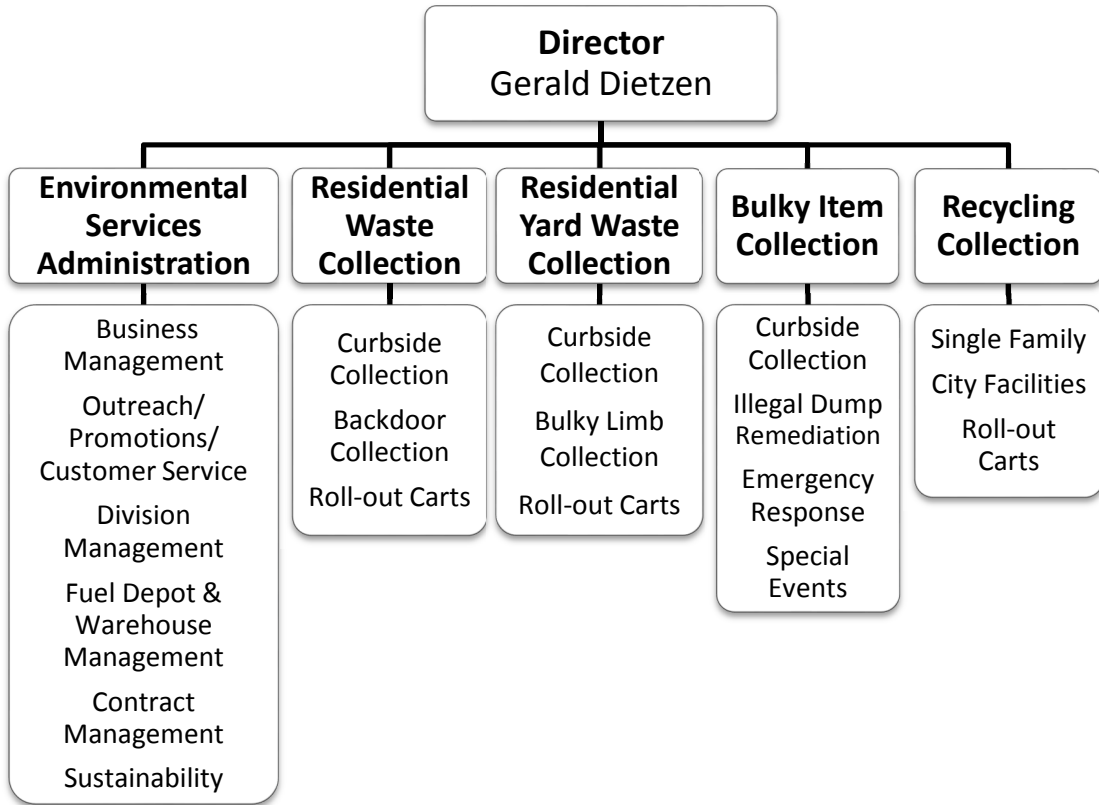 Director
Gerald Dietzen
Environmental
Services
Administration
Business
Management
Outreach/
Promotions/
Customer Service
Division
Management
Fuel Depot &
Warehouse
Management
Contract
Management
Sustainability
Residential
Waste
Collection
Curbside
Collection
Backdoor
Collection
Roll-out Carts
Residential
Yard Waste
Collection
Curbside
Collection
Bulky Limb
Collection
Roll-out Carts
Bulky Item
Collection
Curbside
Collection
Illegal Dump
Remediation
Emergency
Response
Special
Events
Recycling
Collection
Single Family
City Facilities
Roll-out
Carts